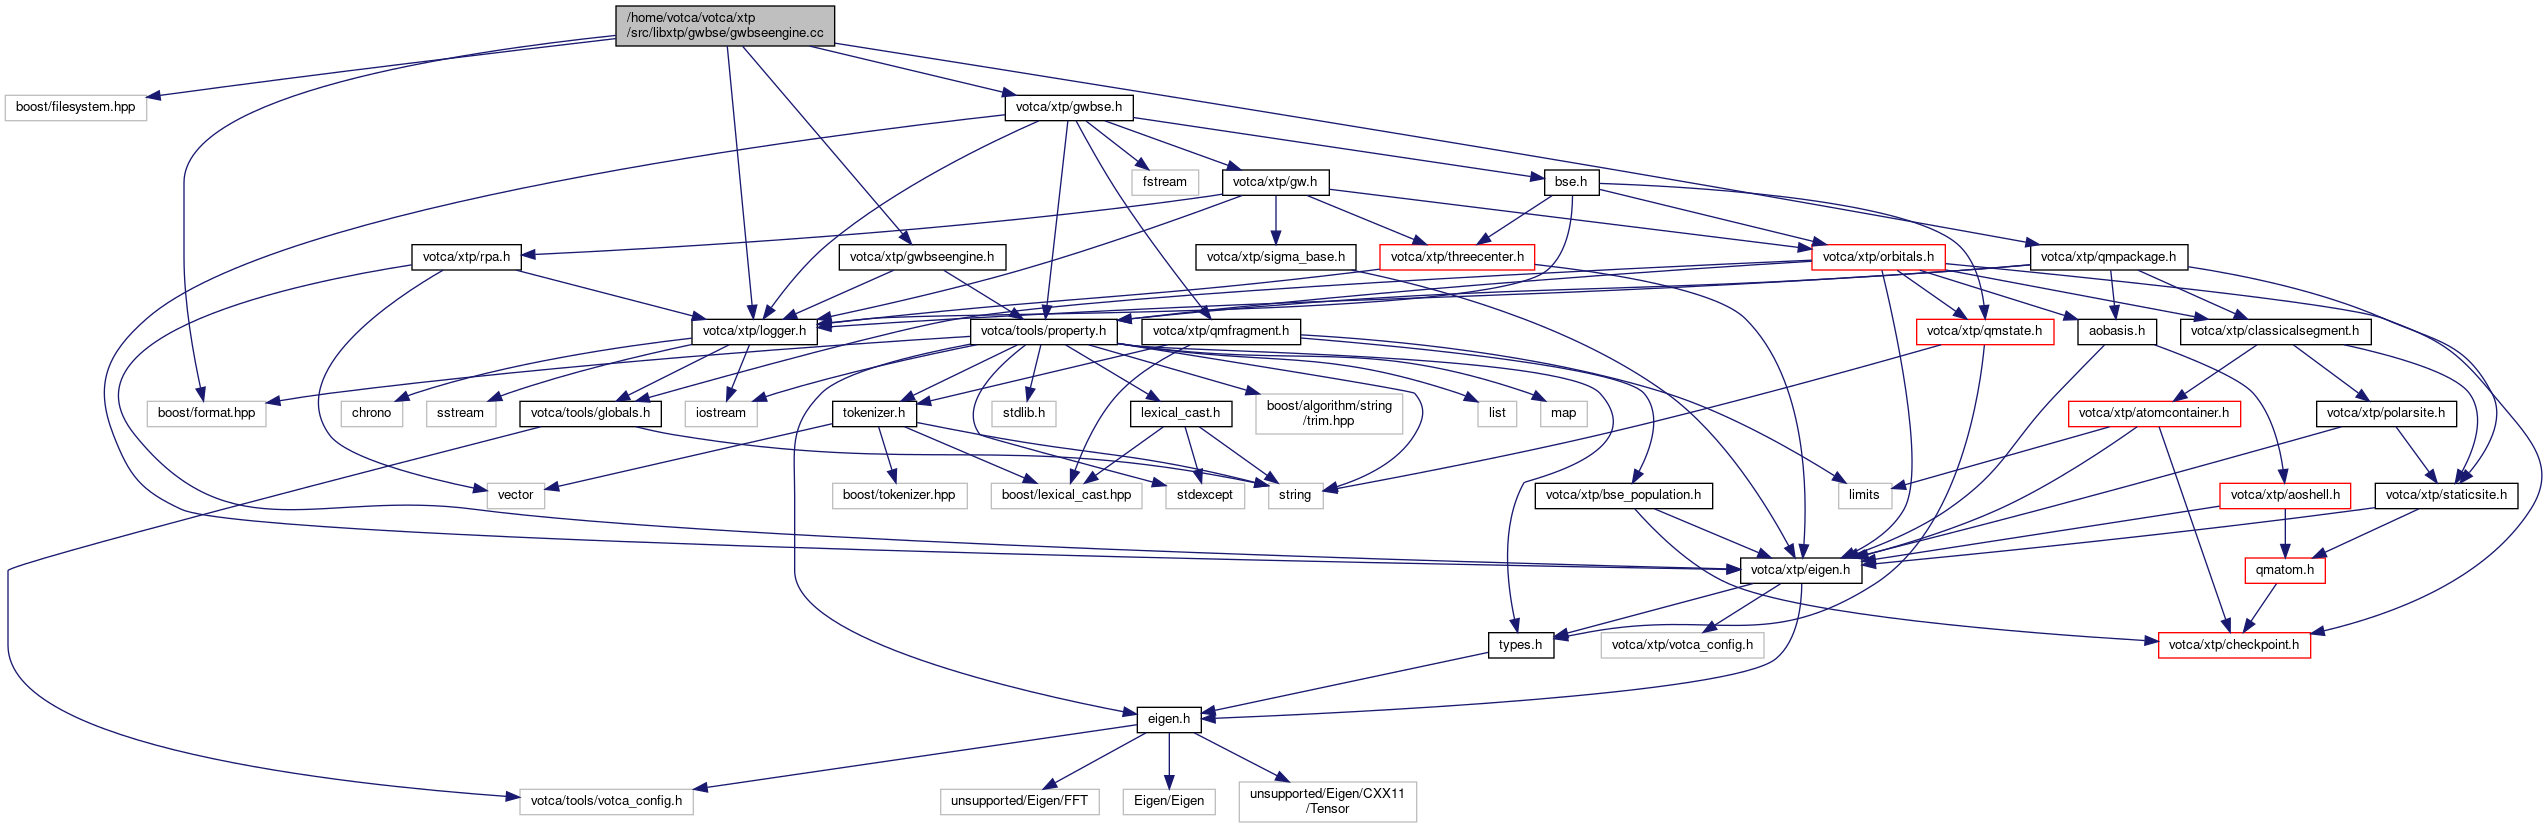 /home/votca/votca/xtp
/src/libxtp/gwbse/gwbseengine.cc
boost/filesystem.hpp
votca/xtp/gwbse.h
fstream
votca/xtp/gw.h
bse.h
votca/xtp/rpa.h
votca/xtp/gwbseengine.h
votca/xtp/sigma_base.h
votca/xtp/threecenter.h
votca/xtp/orbitals.h
votca/xtp/qmpackage.h
votca/xtp/logger.h
votca/tools/property.h
votca/xtp/qmfragment.h
votca/xtp/qmstate.h
aobasis.h
votca/xtp/classicalsegment.h
boost/format.hpp
chrono
sstream
votca/tools/globals.h
iostream
tokenizer.h
stdlib.h
lexical_cast.h
boost/algorithm/string
/trim.hpp
list
map
votca/xtp/atomcontainer.h
votca/xtp/polarsite.h
vector
boost/tokenizer.hpp
boost/lexical_cast.hpp
stdexcept
string
votca/xtp/bse_population.h
limits
votca/xtp/aoshell.h
votca/xtp/staticsite.h
votca/xtp/eigen.h
qmatom.h
types.h
votca/xtp/votca_config.h
votca/xtp/checkpoint.h
eigen.h
votca/tools/votca_config.h
unsupported/Eigen/FFT
Eigen/Eigen
unsupported/Eigen/CXX11
/Tensor